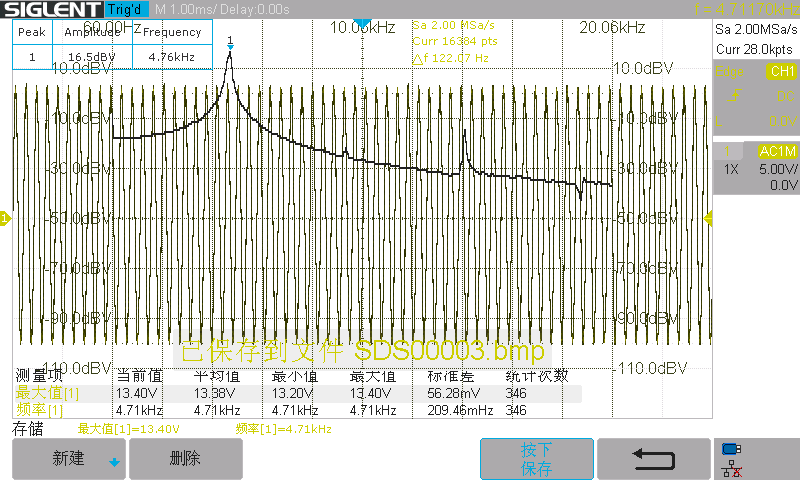 SIGLENT Trig'd M 1.00ms/Delay:0.00s f = 4.71170kHz
60.00Hz 10.06kHz 20.06kHz
Peak Amplitude Frequency
1 16.5dBV 4.76kHz
Sa 2.00 MSa/s
Curr 16384 pts
△f 122.07 Hz
Sa 2.00MSa/s
Curr 28.0kpts
Edge CH1
DC
L 0.0V
AC1M
1X 5.00V/
0.0V
1
10.0dBV 10.0dBV
-10.0dBV -10.0dBV
-30.0dBV -30.0dBV
1
-50.0dBV -50.0dBV
-70.0dBV -70.0dBV
-90.0dBV -90.0dBV
已保存到文件 SDS00003.bmp
-110.0dBV -110.0dBV
测量项 当前值 平均值 最小值 最大值 标准差 统计次数
最大值[1] 13.40V 13.38V 13.20V 13.40V 56.28mV 346
频率[1] 4.71kHz 4.71kHz 4.71kHz 4.71kHz 209.46mHz 346
存储 最大值[1]=13.40V 频率[1]=4.71kHz
新建 删除 按下
保存